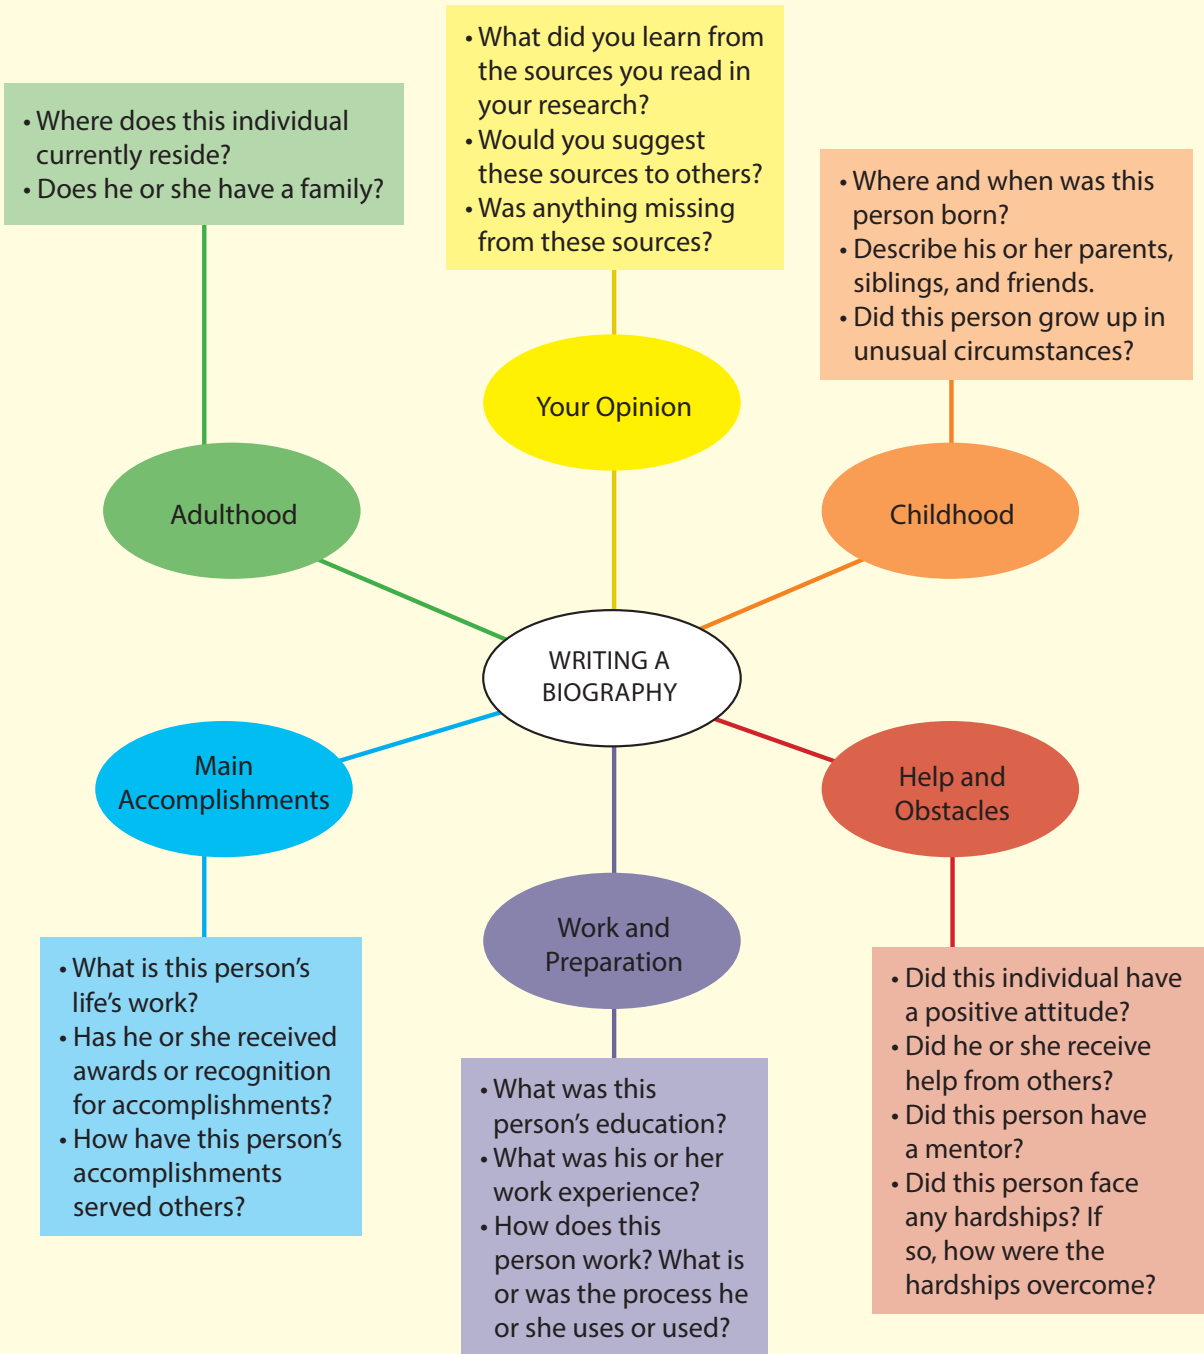 • What did you learn from
the sources you read in
your research?
• Would you suggest
these sources to others?
• Was anything missing
from these sources?
• Where does this individual
currently reside?
• Does he or she have a family?
• Where and when was this
person born?
• Describe his or her parents,
siblings, and friends.
• Did this person grow up in
unusual circumstances?
Your Opinion
Adulthood
Childhood
WRITING A
BIOGRAPHY
Main
Accomplishments
Help and
Obstacles
Work and
Preparation
• What is this person’s
life’s work?
• Has he or she received
awards or recognition
for accomplishments?
• How have this person’s
accomplishments
served others?
• What was this
person’s education?
• What was his or her
work experience?
• How does this
person work? What is
or was the process he
or she uses or used?
• Did this individual have
a positive attitude?
• Did he or she receive
help from others?
• Did this person have
a mentor?
• Did this person face
any hardships? If
so, how were the
hardships overcome?